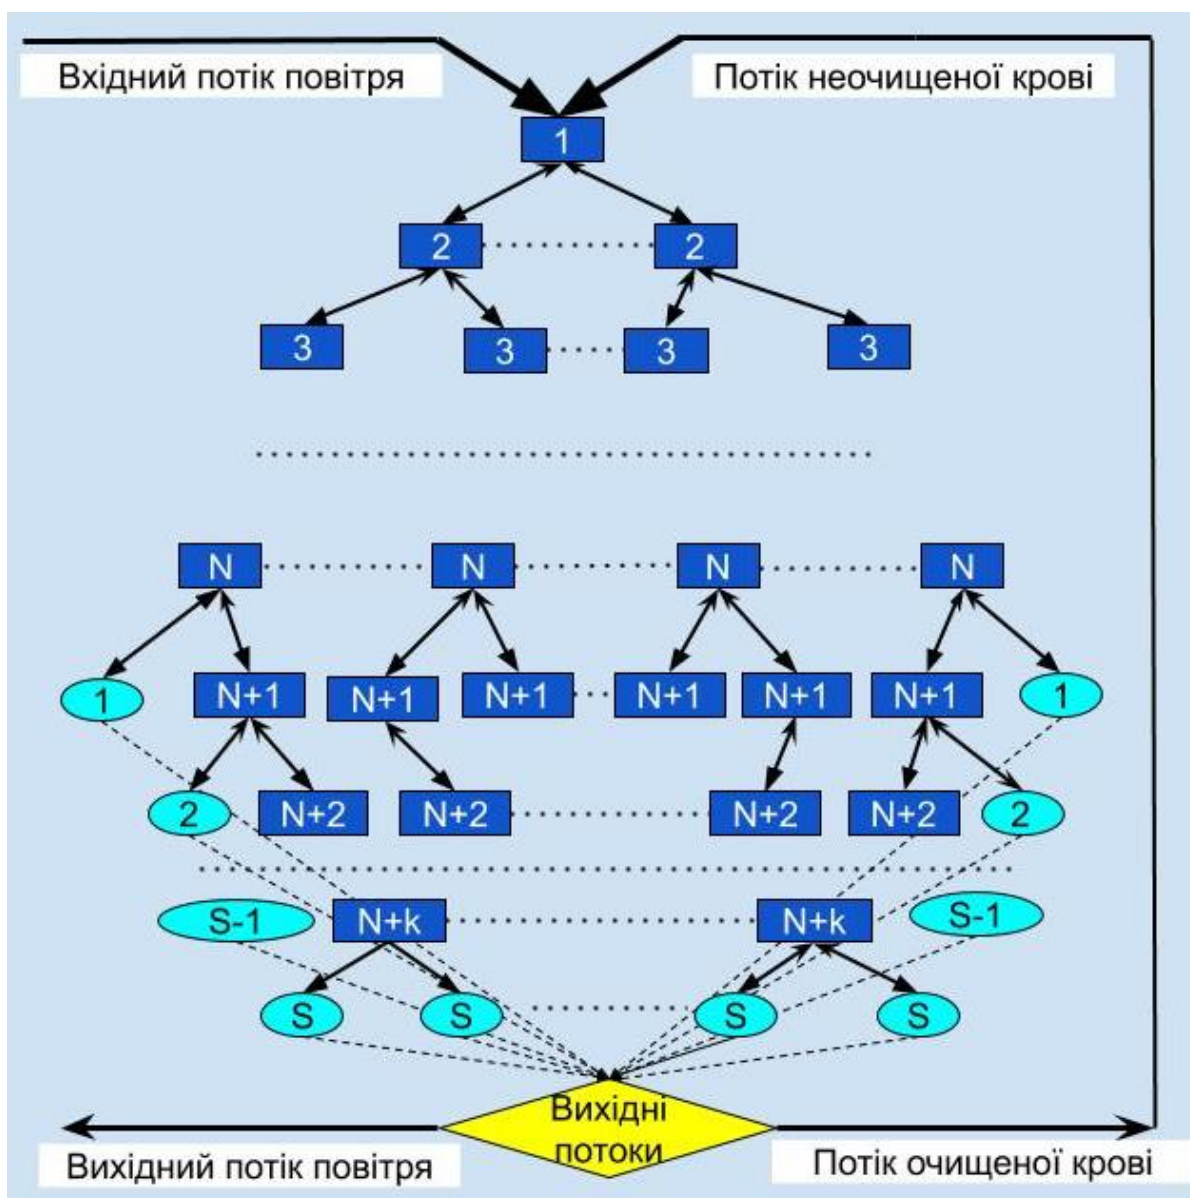 Вхідний потік повітря Потік неочищеної крові
1
2 2
3 3 3 3
N N N N
1 N+1 N+1 N+1 N+1 N+1 N+1 1
2 N+2 N+2 N+2 N+2 2
S-1 N+k N+k S-1
S S S S
Вихідні
потоки
Вихідний потік повітря Потік очищеної крові